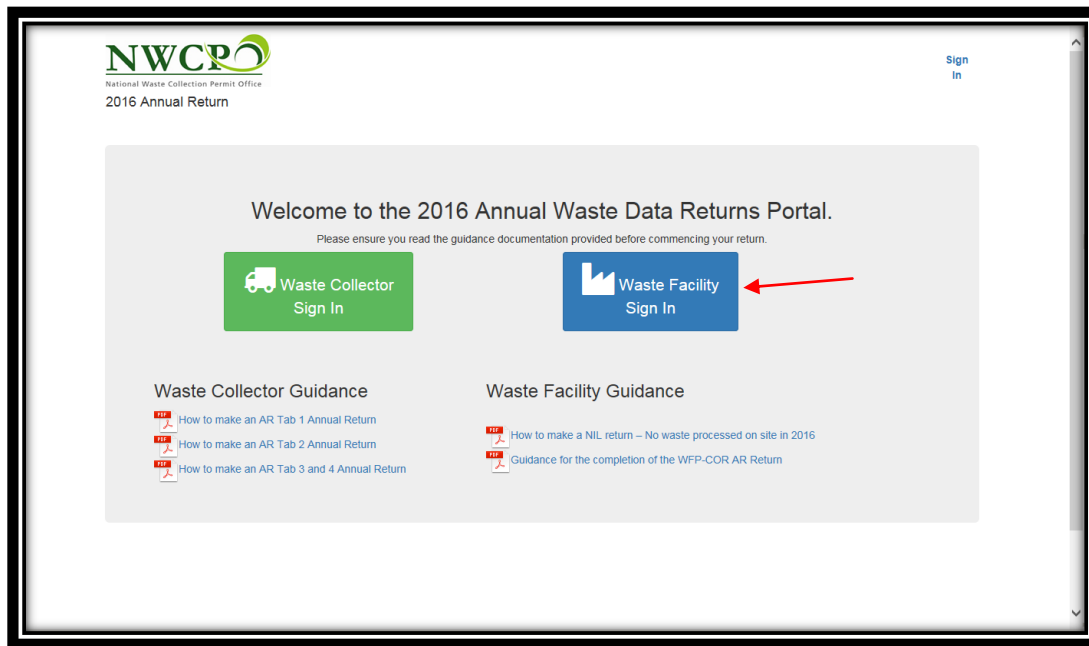 NWCPO
National Waste Collection Permit Office
2016 Annual Return
Sign
In
Welcome to the 2016 Annual Waste Data Returns Portal.
Please ensure you read the guidance documentation provided before commencing your return.
Waste Collector
Sign In
Waste Facility
Sign In
Waste Collector Guidance
PDF How to make an AR Tab 1 Annual Return
PDF How to make an AR Tab 2 Annual Return
PDF How to make an AR Tab 3 and 4 Annual Return
Waste Facility Guidance
PDF How to make a NIL return – No waste processed on site in 2016
PDF Guidance for the completion of the WFP-COR AR Return